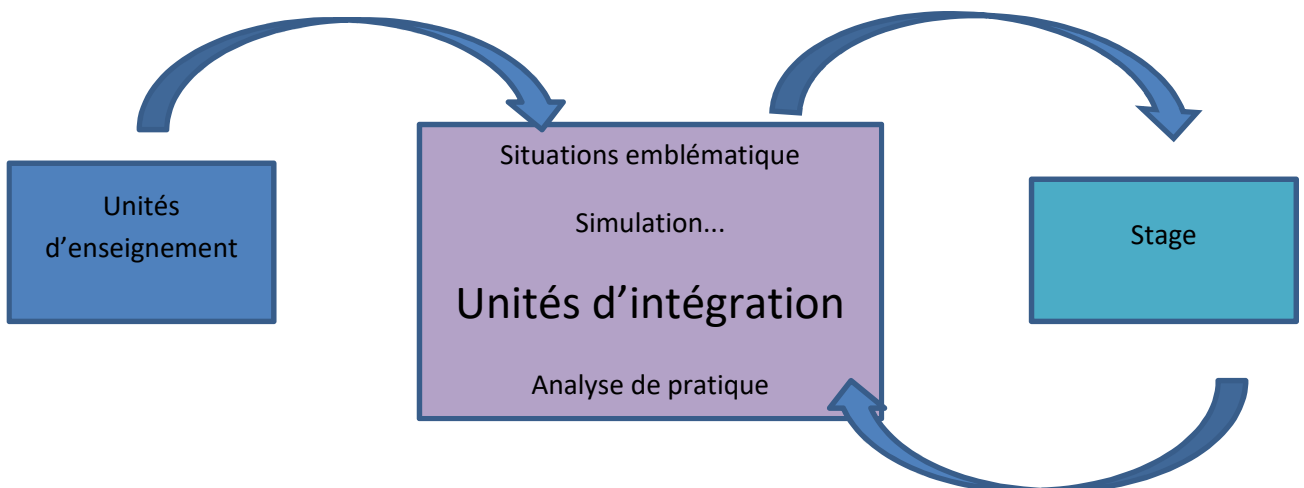 Unités
d’enseignement
Situations emblématique
Simulation...
Unités d’intégration
Analyse de pratique
Stage